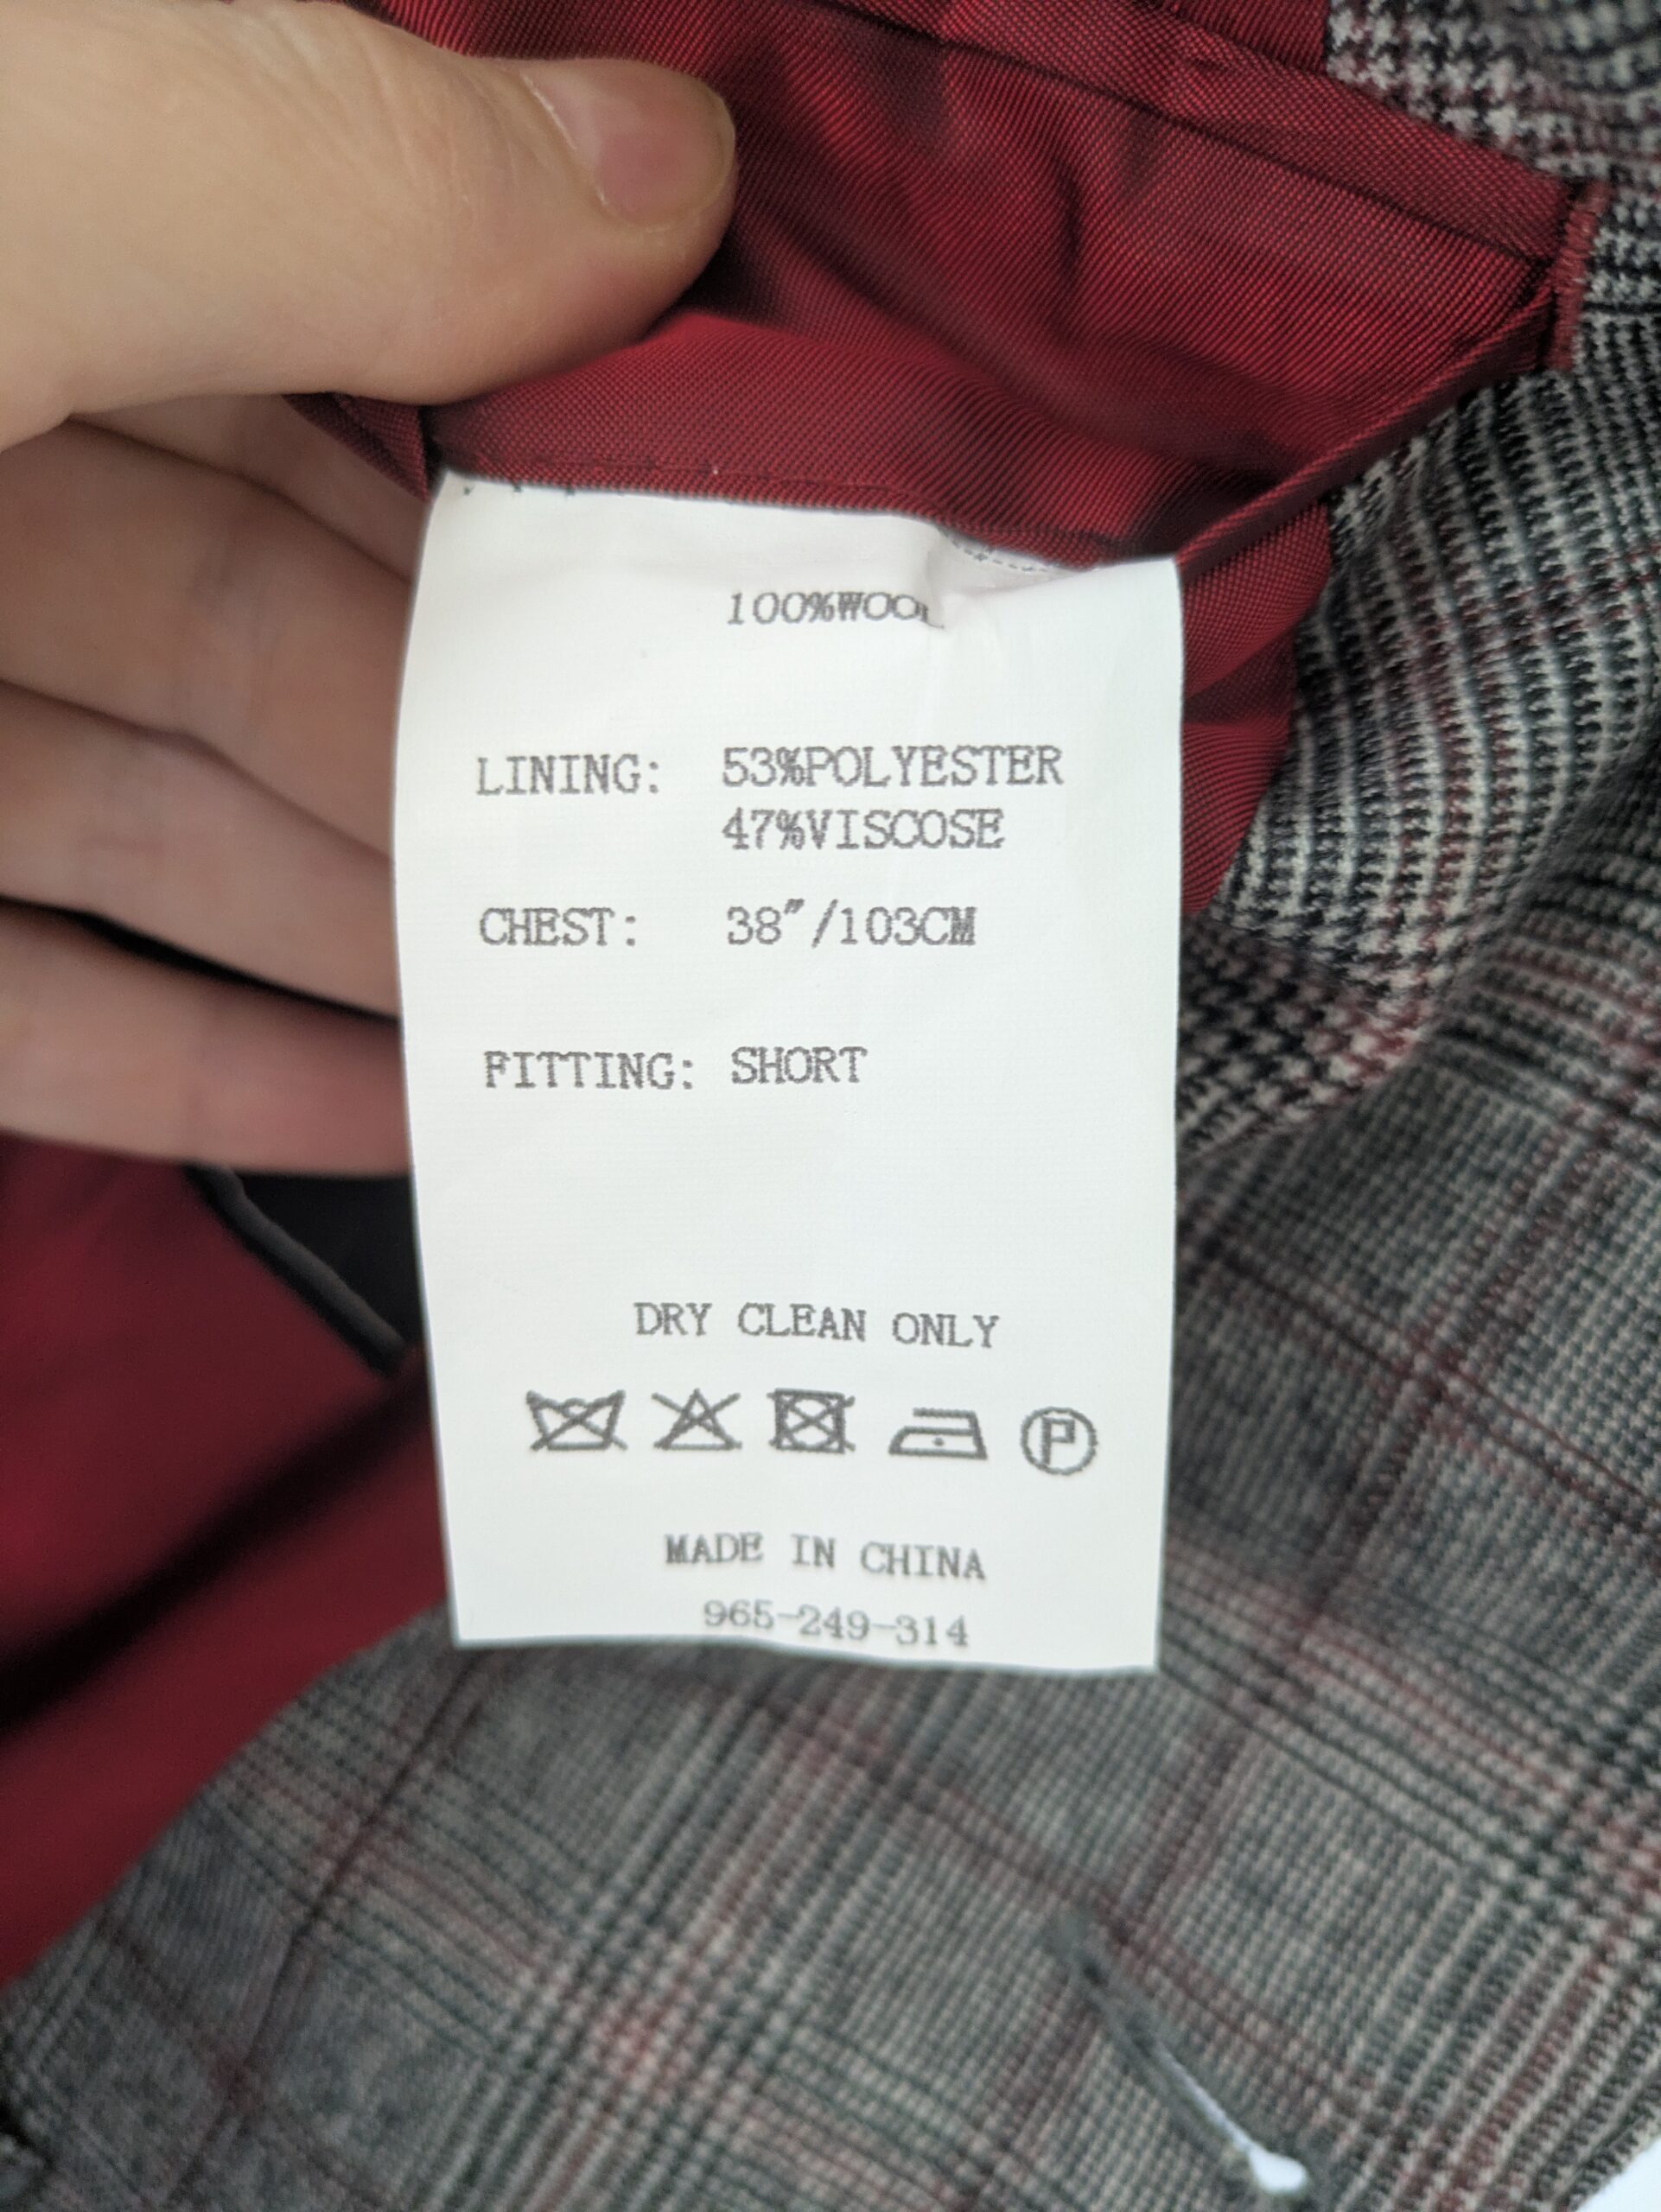 100%WOOL
LINING: 53%POLYESTER
47%VISCOSE
CHEST: 38"/103CM
FITTING: SHORT
DRY CLEAN ONLY
P
MADE IN CHINA
965-249-314